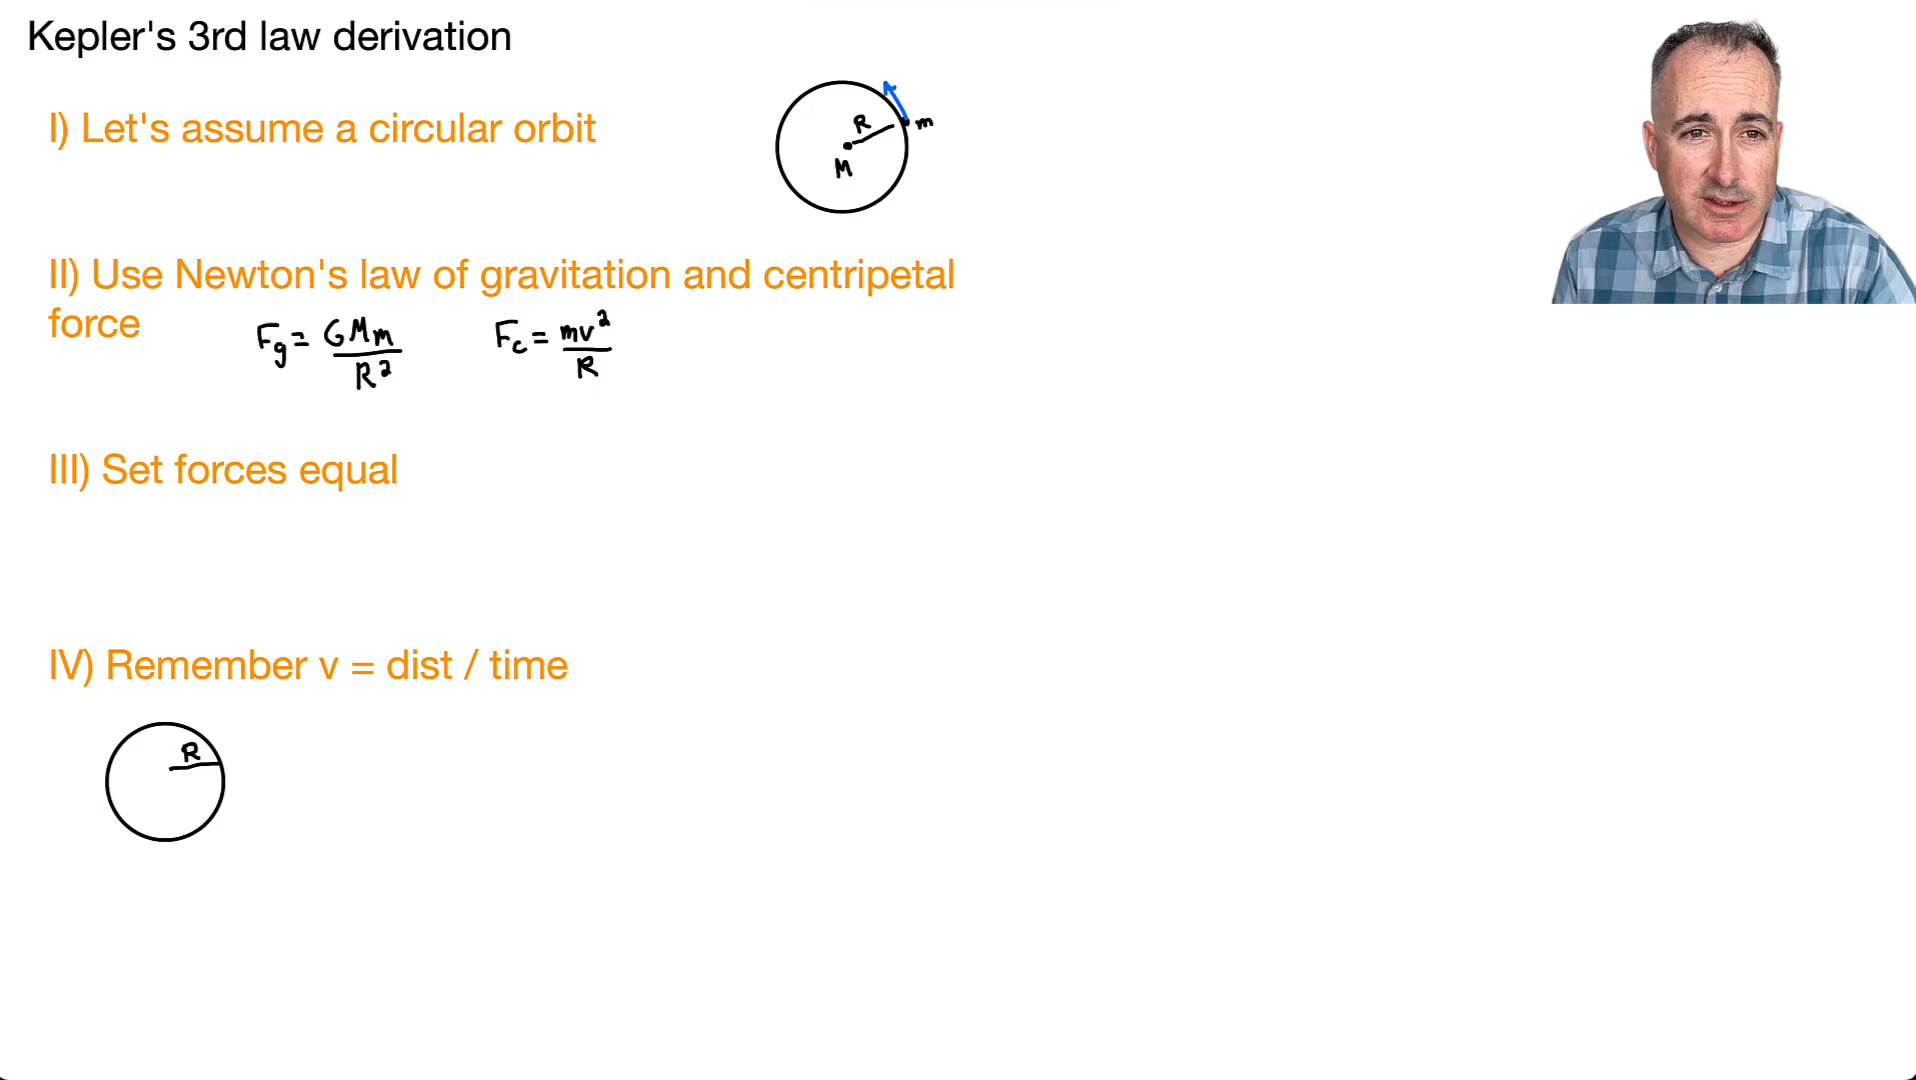 Kepler's 3rd law derivation
I) Let's assume a circular orbit
R
m
M
II) Use Newton's law of gravitation and centripetal
force
Fg = GMm/R²
Fc = mv²/R
III) Set forces equal
IV) Remember v = dist / time
R